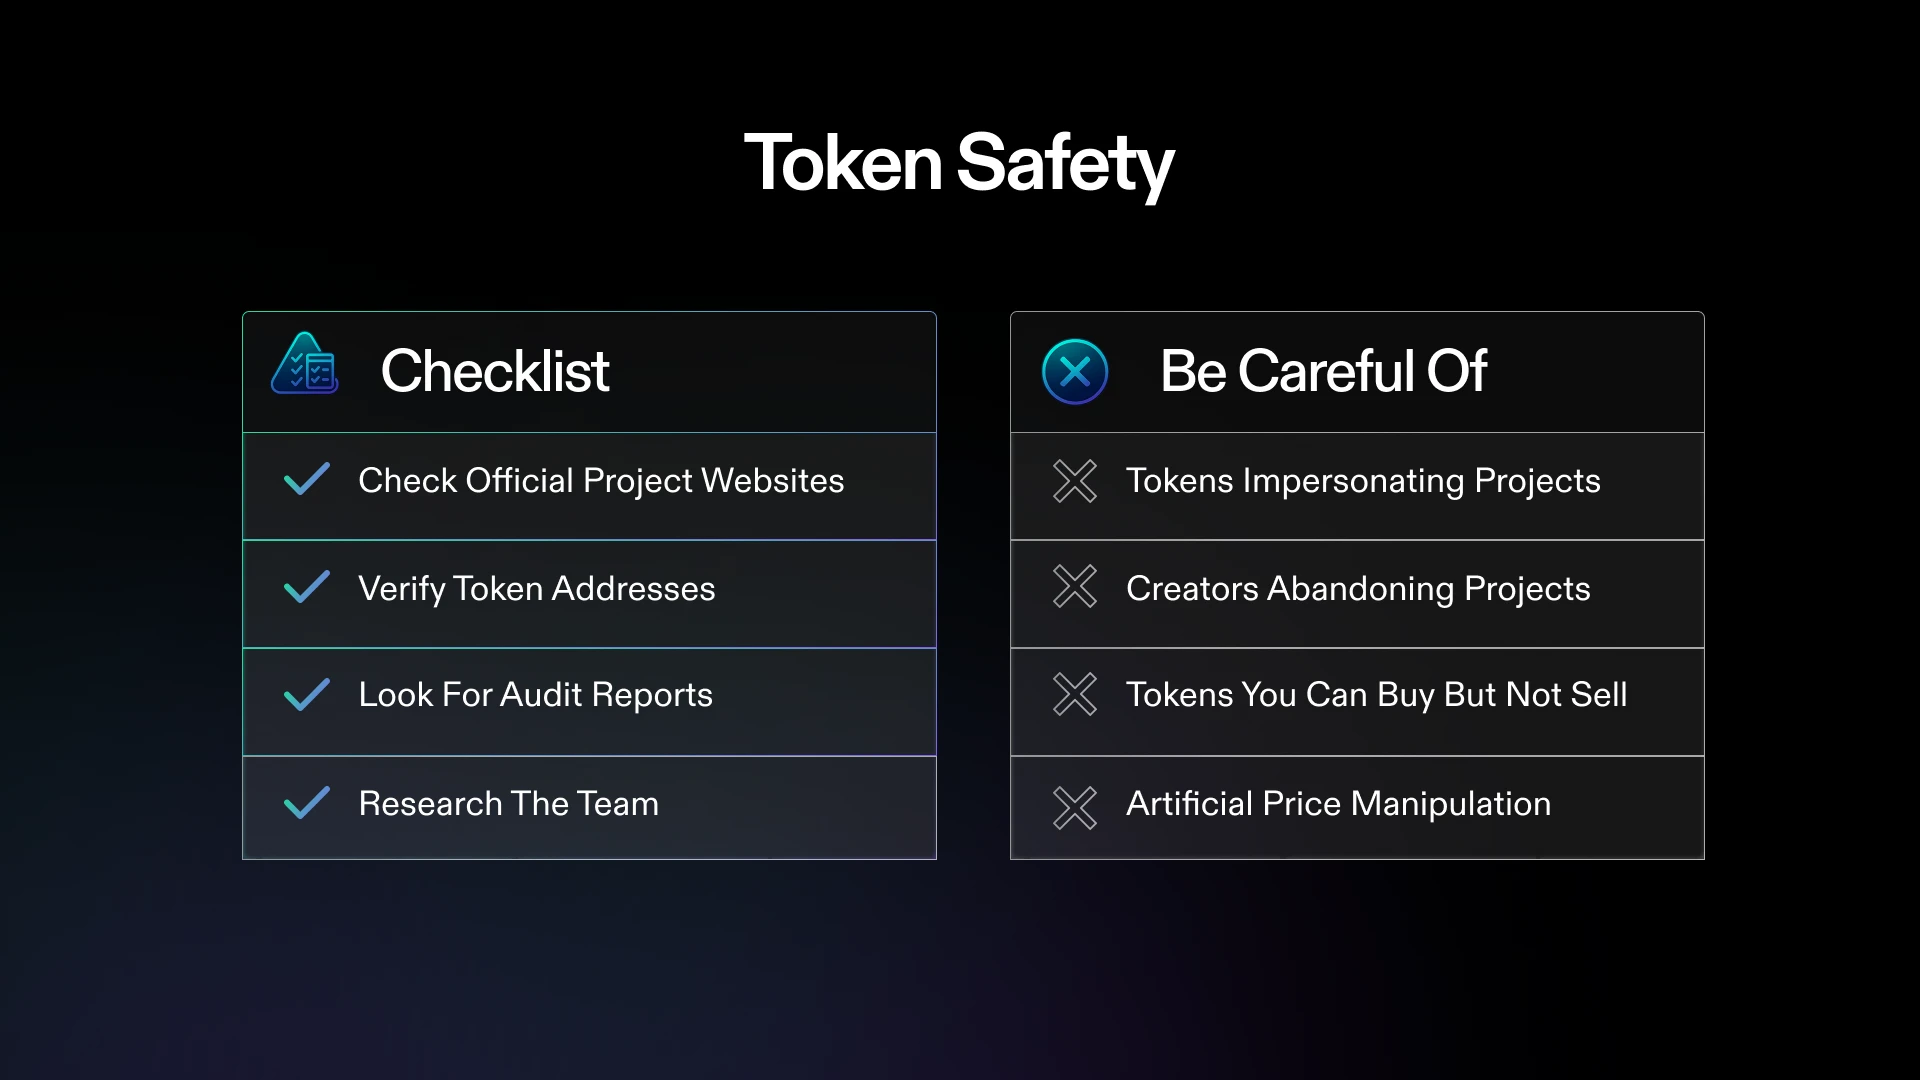 Token Safety
Checklist
Check Official Project Websites
Verify Token Addresses
Look For Audit Reports
Research The Team
Be Careful Of
Tokens Impersonating Projects
Creators Abandoning Projects
Tokens You Can Buy But Not Sell
Artificial Price Manipulation